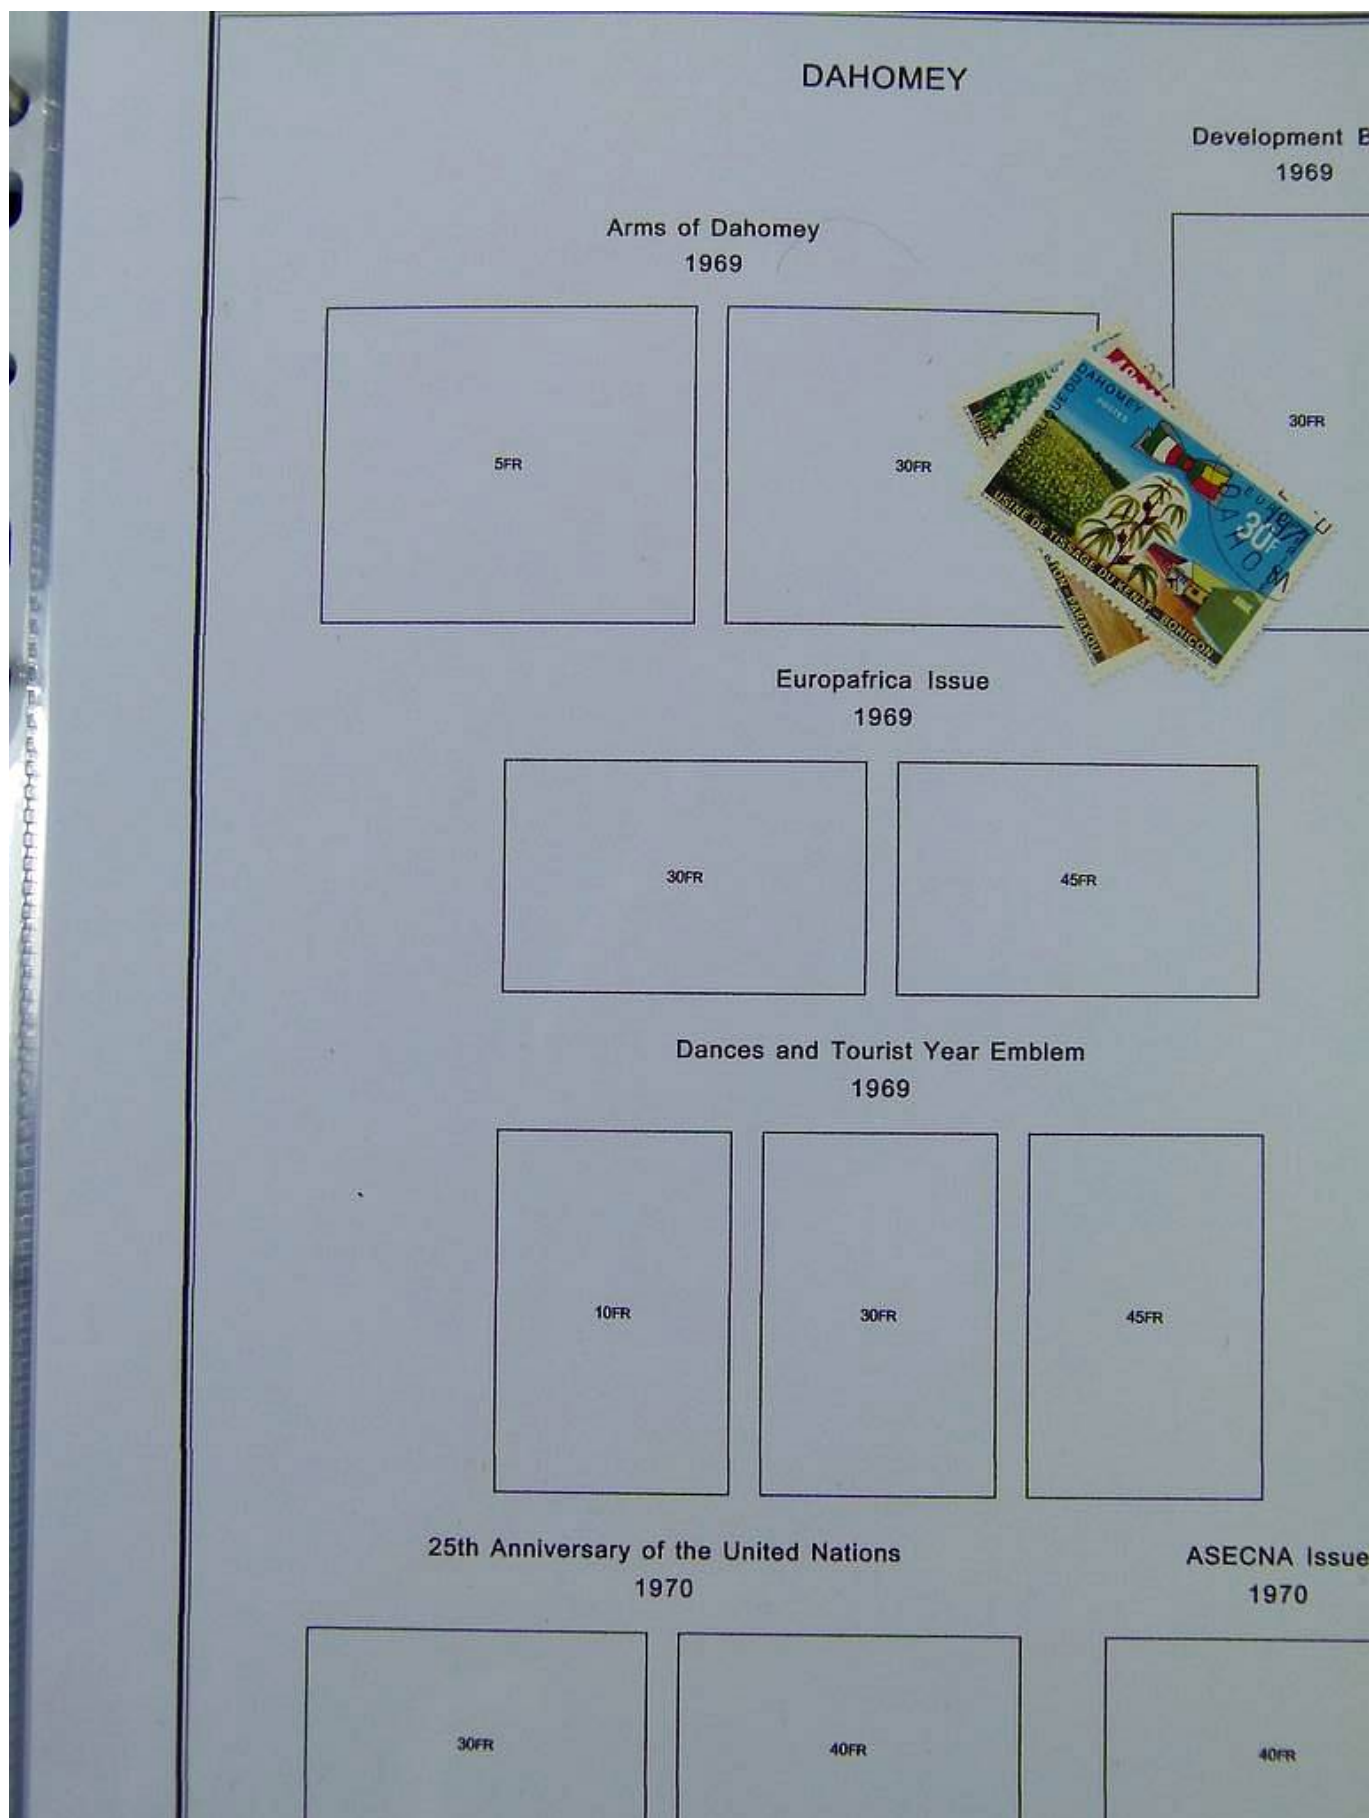 DAHOMEY
Development
1969
Arms of Dahomey
1969
5FR
30FR
30FR
DAHOMEY
POSTES
30F
USINE DE TISSAGE DU KENAF - BOHICON
PARAKOU
Europafrica Issue
1969
30FR
45FR
Dances and Tourist Year Emblem
1969
10FR
30FR
45FR
25th Anniversary of the United Nations
1970
ASECNA Issue
1970
30FR
40FR
40FR